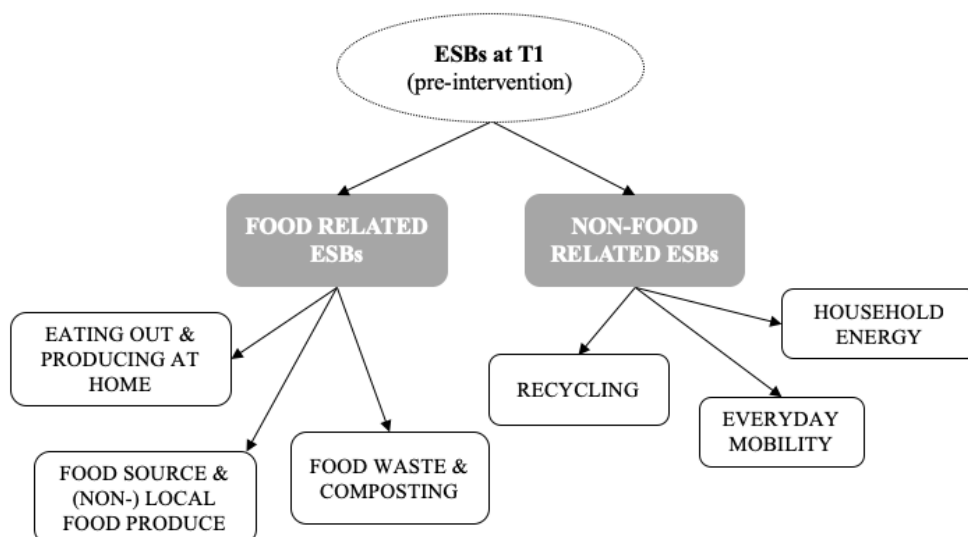 ESBs at T1
(pre-intervention)
FOOD RELATED
ESBs
NON-FOOD
RELATED ESBs
EATING OUT &
PRODUCING AT
HOME
FOOD SOURCE &
(NON-) LOCAL
FOOD PRODUCE
FOOD WASTE &
COMPOSTING
RECYCLING
EVERYDAY
MOBILITY
HOUSEHOLD
ENERGY